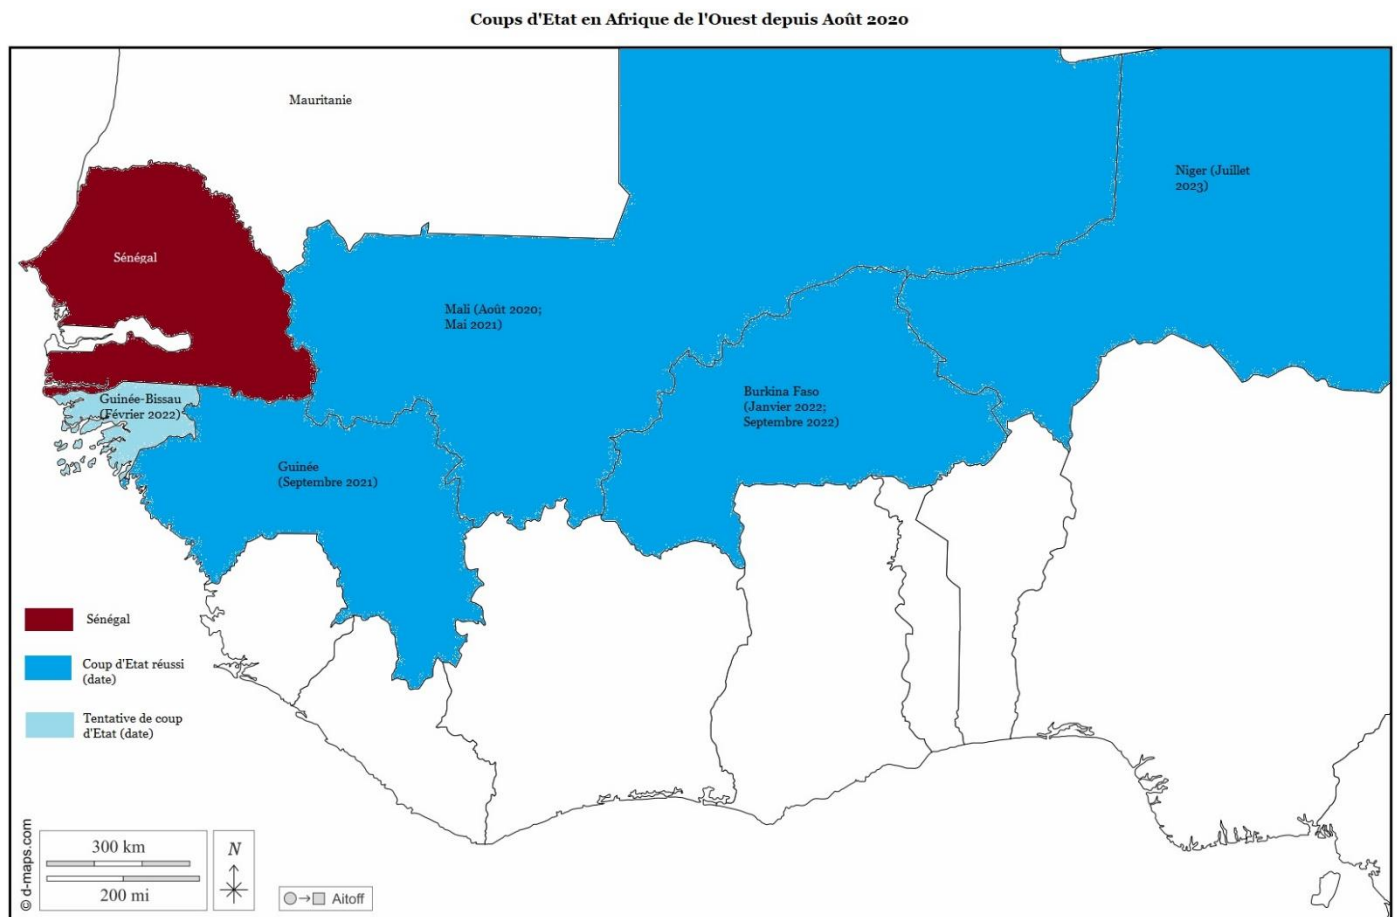 Coups d'Etat en Afrique de l'Ouest depuis Août 2020
Mauritanie
Niger (Juillet
2023)
Sénégal
Mali (Août 2020;
Mai 2021)
Guinée-Bissau
(Février 2022)
Burkina Faso
(Janvier 2022;
Septembre 2022)
Guinée
(Septembre 2021)
Sénégal
Coup d'Etat réussi
(date)
Tentative de coup
d'Etat (date)
© d-maps.com
300 km
200 mi
N
Aitoff